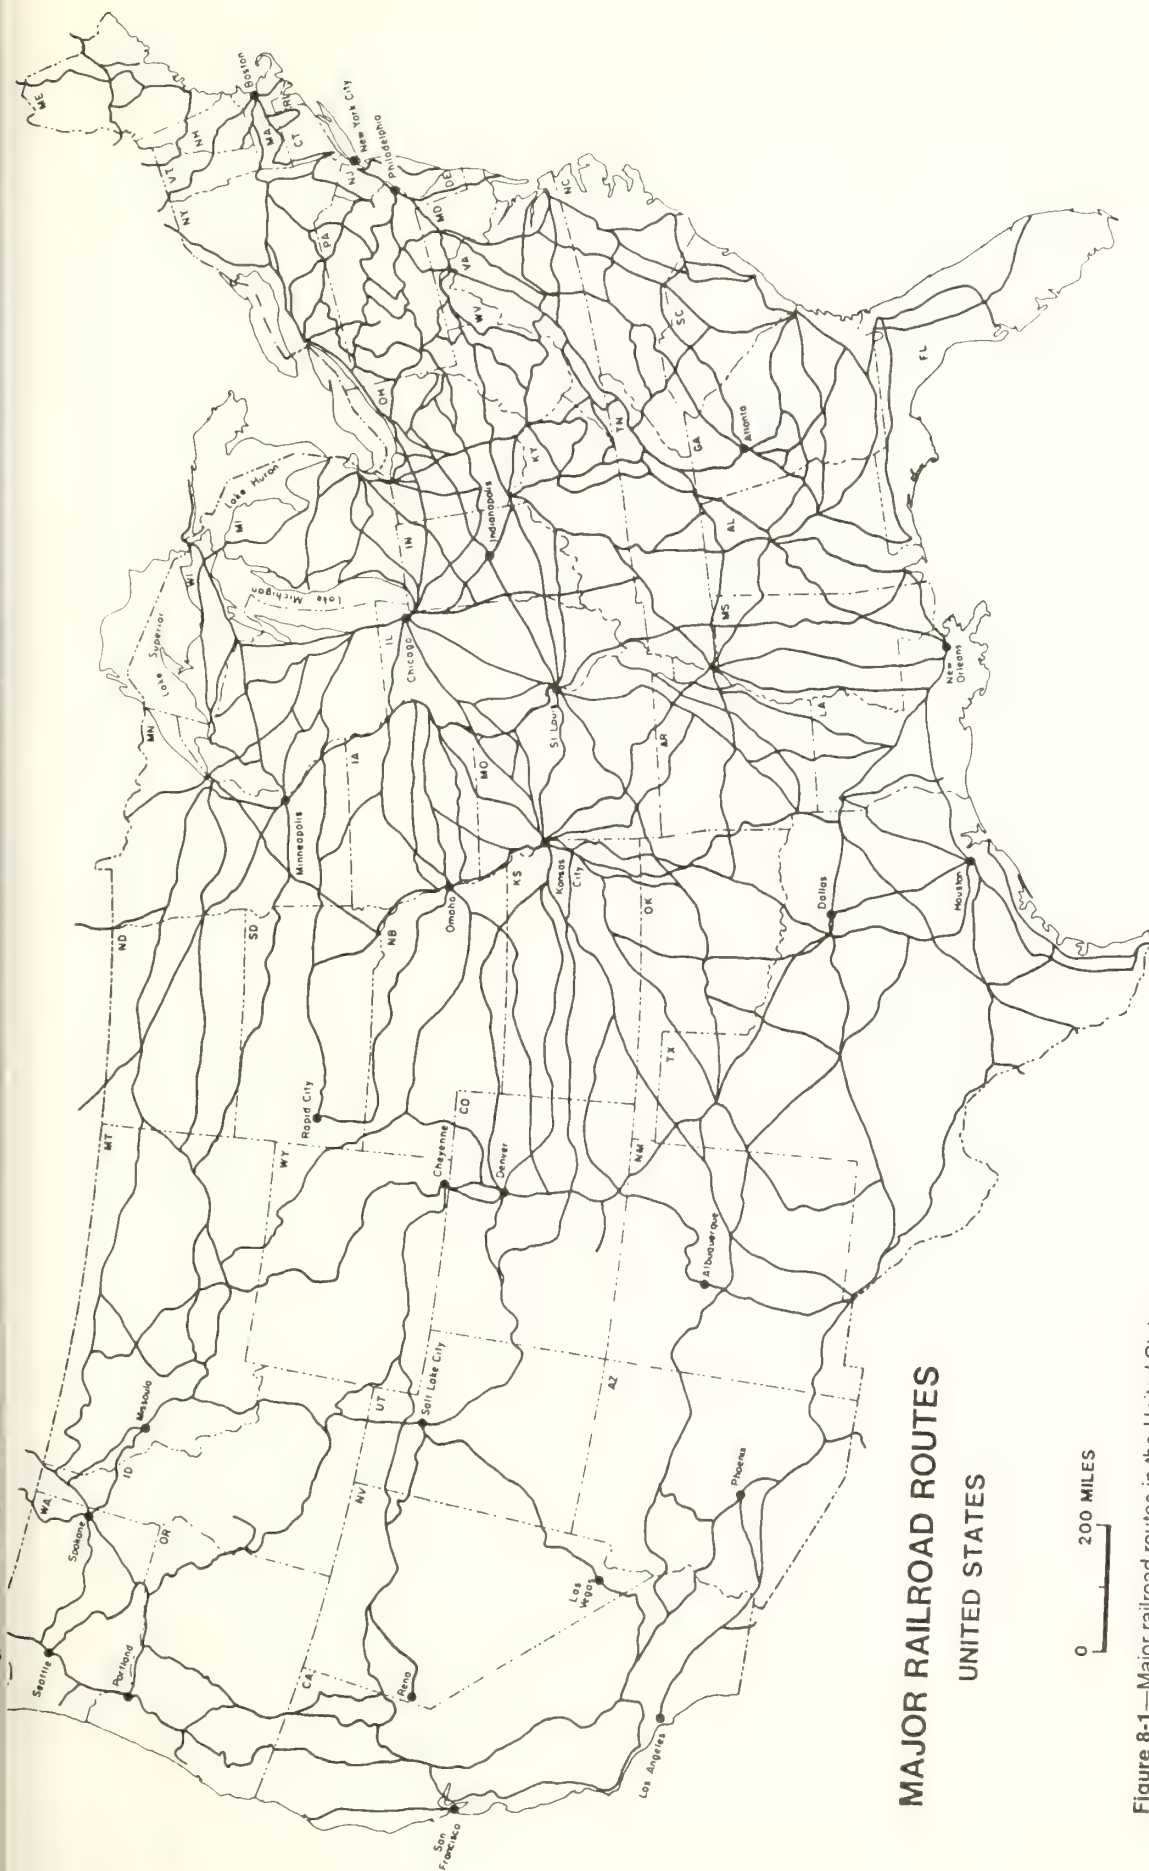 Seattle
WA
Spokane
Portland
OR
ID
Missoula
MT
ND
MN
Lake Superior
WI
MI
Lake Huron
Lake Michigan
NY
VT
NH
ME
MA
Boston
RI
CT
New York City
NJ
Philadelphia
PA
DE
MD
VA
WV
OH
IN
IL
Chicago
Indianapolis
KY
NC
TN
SC
GA
Atlanta
AL
MS
FL
LA
New
Orleans
AR
MO
St Louis
IA
Minneapolis
SD
NB
Omaha
KS
Kansas
City
OK
Dallas
Houston
TX
Rapid City
WY
Cheyenne
CO
Denver
NM
Albuquerque
AZ
Phoenix
Salt Lake City
UT
NV
Las
Vegas
CA
Reno
San
Francisco
Los Angeles
MAJOR RAILROAD ROUTES
UNITED STATES
0 200 MILES
Figure 8-1—Major railroad routes in the United